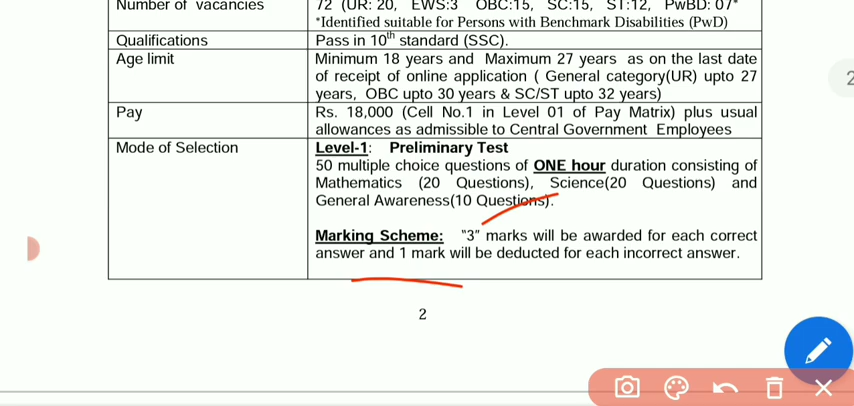 Number of vacancies
72 (UR: 20, EWS:3 OBC:15, SC:15, ST:12, PwBD: 07*
*Identified suitable for Persons with Benchmark Disabilities (PwD)
Qualifications
Pass in 10th standard (SSC).
Age limit
Minimum 18 years and Maximum 27 years as on the last date
of receipt of online application ( General category(UR) upto 27
years, OBC upto 30 years & SC/ST upto 32 years)
Pay
Rs. 18,000 (Cell No.1 in Level 01 of Pay Matrix) plus usual
allowances as admissible to Central Government Employees
Mode of Selection
Level-1: Preliminary Test
50 multiple choice questions of ONE hour duration consisting of
Mathematics (20 Questions), Science(20 Questions) and
General Awareness(10 Questions).
Marking Scheme: "3" marks will be awarded for each correct
answer and 1 mark will be deducted for each incorrect answer.
2
2